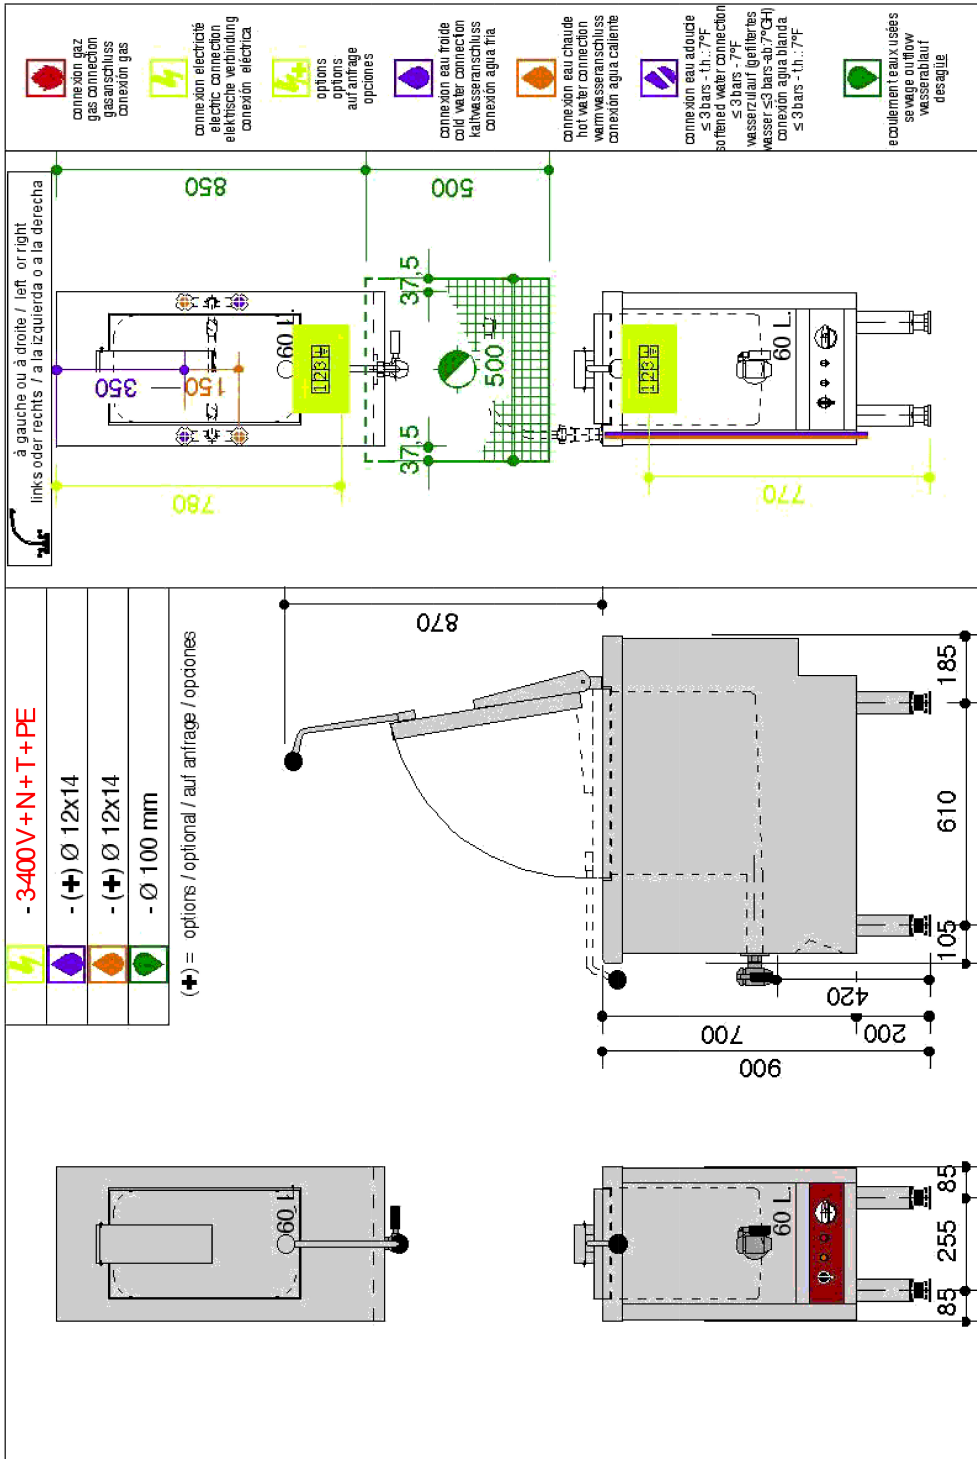 - 3400V+N+T+PE
- (+) Ø 12x14
- (+) Ø 12x14
- Ø 100 mm
(+) = options / optional / auf anfrage / opciones
à gauche ou à droite / left or right
links oder rechts / a la izquierda o a la derecha
connexion gaz
gas connection
gasanschluss
conexión gas
connexion electricité
electric connection
elektrische verbindung
conexión eléctrica
options
options
auf anfrage
opciones
connexion eau froide
cold water connection
kaltwasseranschluss
conexión agua fria
connexion eau chaude
hot water connection
warmwasseranschluss
conexión agua caliente
connexion eau adoucie
≤ 3 bars - t.h.: 7°F
softened water connection
≤ 3 bars - 7°F
wasserzulauf (gefiltertes
wasser ≤3 bars-ab 7°GH)
conexión agua blanda
≤ 3 bars - t.h.: 7°F
ecoulement eaux usées
sewage outflow
wasserablauf
desagüe
850
500
350
150
60 L.
1234
780
37,5
37,5
500
1234
60 L.
770
870
185
610
105
420
700
200
900
60 L.
60 L.
85
255
85